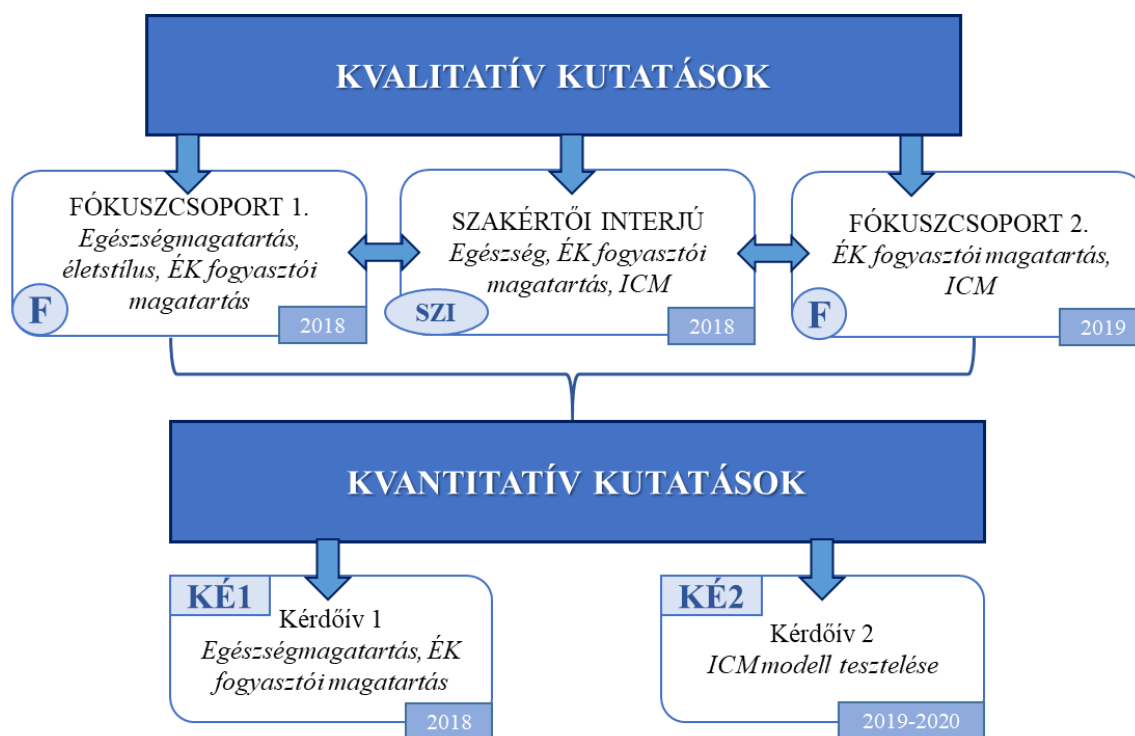 KVALITATÍV KUTATÁSOK
FÓKUSZCSOPORT 1.
Egészségmagatartás,
életstílus, ÉK fogyasztói
magatartás
F
2018
SZAKÉRTŐI INTERJÚ
Egészség, ÉK fogyasztói
magatartás, ICM
SZI
2018
FÓKUSZCSOPORT 2.
ÉK fogyasztói magatartás,
ICM
F
2019
KVANTITATÍV KUTATÁSOK
KÉ1
Kérdőív 1
Egészségmagatartás, ÉK
fogyasztói magatartás
2018
KÉ2
Kérdőív 2
ICM modell tesztelése
2019-2020